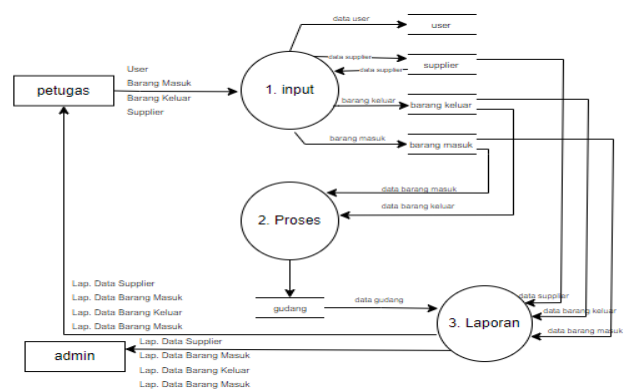 data user
user
data supplier
data supplier
supplier
User
Barang Masuk
Barang Keluar
Supplier
petugas
1. input
barang keluar
barang keluar
barang masuk
barang masuk
data barang masuk
data barang keluar
2. Proses
Lap. Data Supplier
Lap. Data Barang Masuk
Lap. Data Barang Keluar
Lap. Data Barang Masuk
gudang
data gudang
data supplier
data barang keluar
data barang masuk
3. Laporan
admin
Lap. Data Supplier
Lap. Data Barang Masuk
Lap. Data Barang Keluar
Lap. Data Barang Masuk